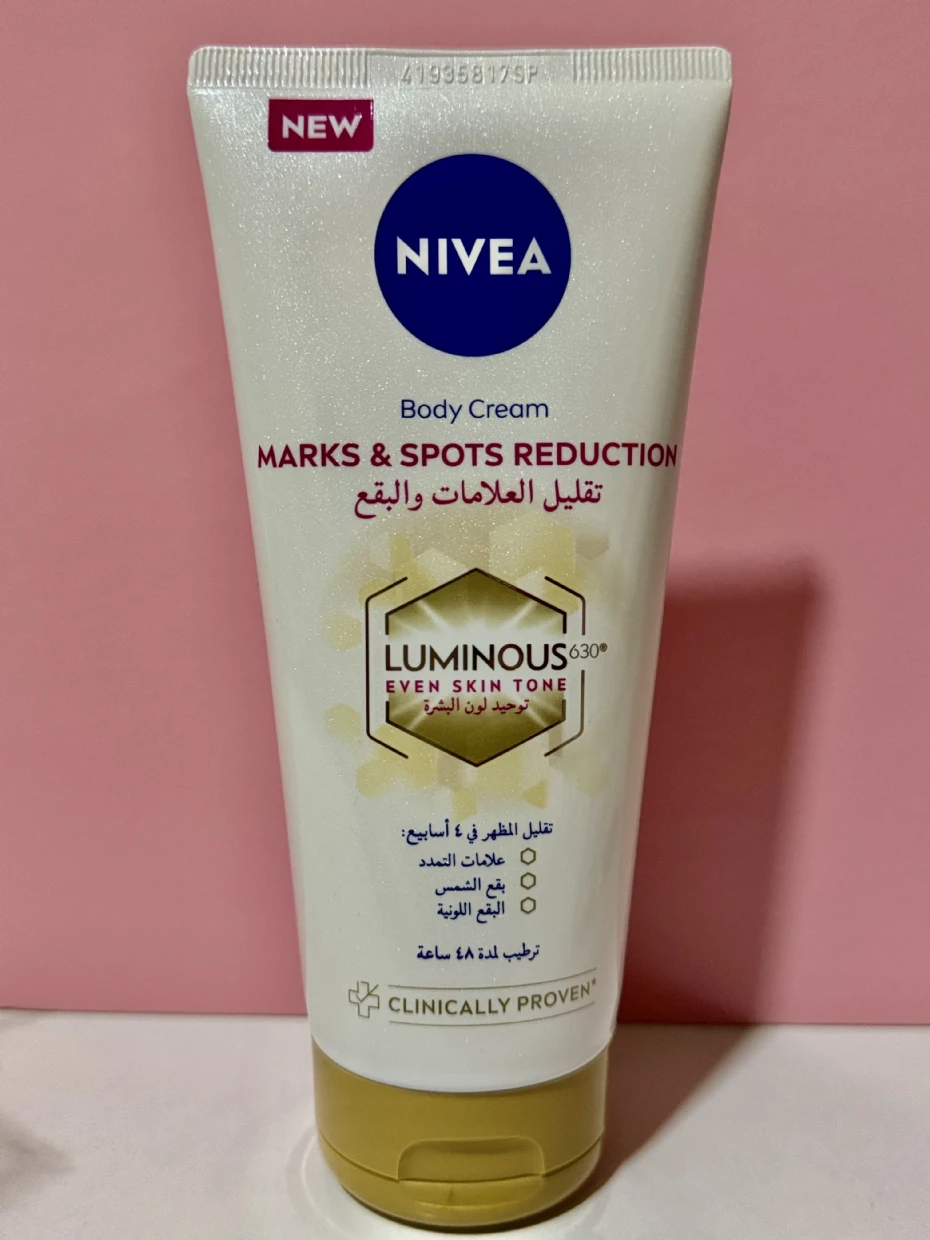 41935817SP
NEW
NIVEA
Body Cream
MARKS & SPOTS REDUCTION
تقليل العلامات والبقع
LUMINOUS630®
EVEN SKIN TONE
توحيد لون البشرة
تقليل المظهر في ٤ أسابيع:
علامات التمدد
بقع الشمس
البقع اللونية
ترطيب لمدة ٤٨ ساعة
CLINICALLY PROVEN*